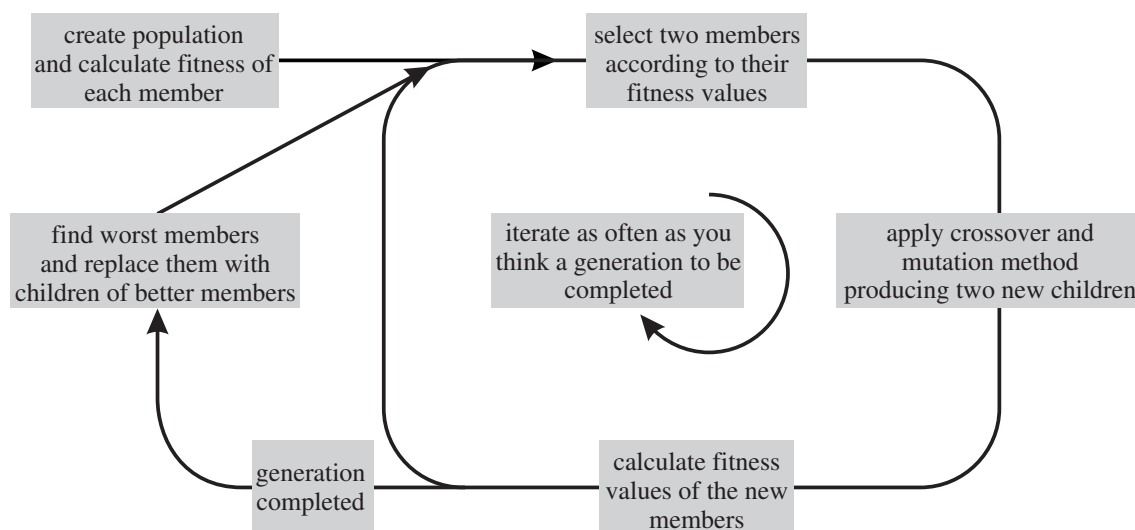 create population
and calculate fitness of
each member
select two members
according to their
fitness values
find worst members
and replace them with
children of better members
iterate as often as you
think a generation to be
completed
apply crossover and
mutation method
producing two new children
generation
completed
calculate fitness
values of the new
members